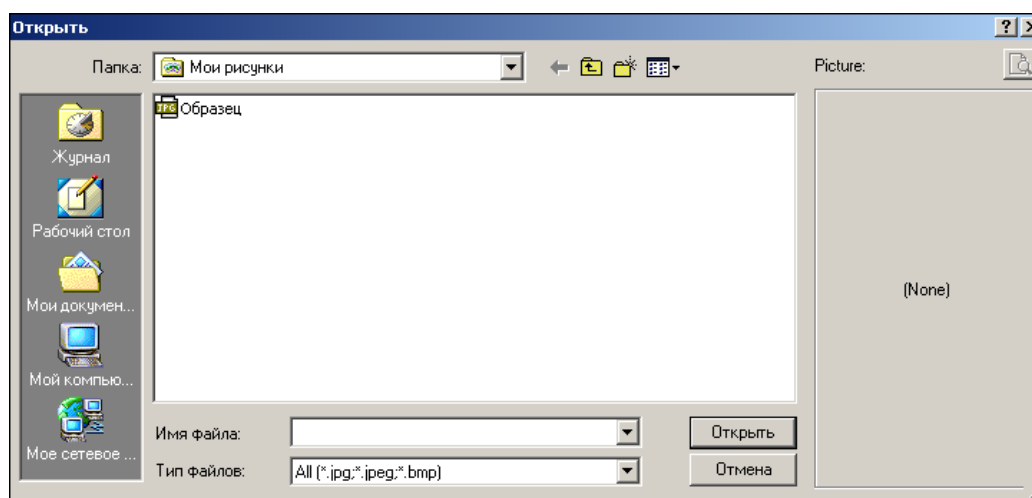 Открыть
Папка: Мои рисунки Picture:
JPG Образец
Журнал
Рабочий стол
Мои докумен...
Мой компью...
Мое сетевое ...
(None)
Имя файла: Открыть
Тип файлов: All (*.jpg;*.jpeg;*.bmp) Отмена